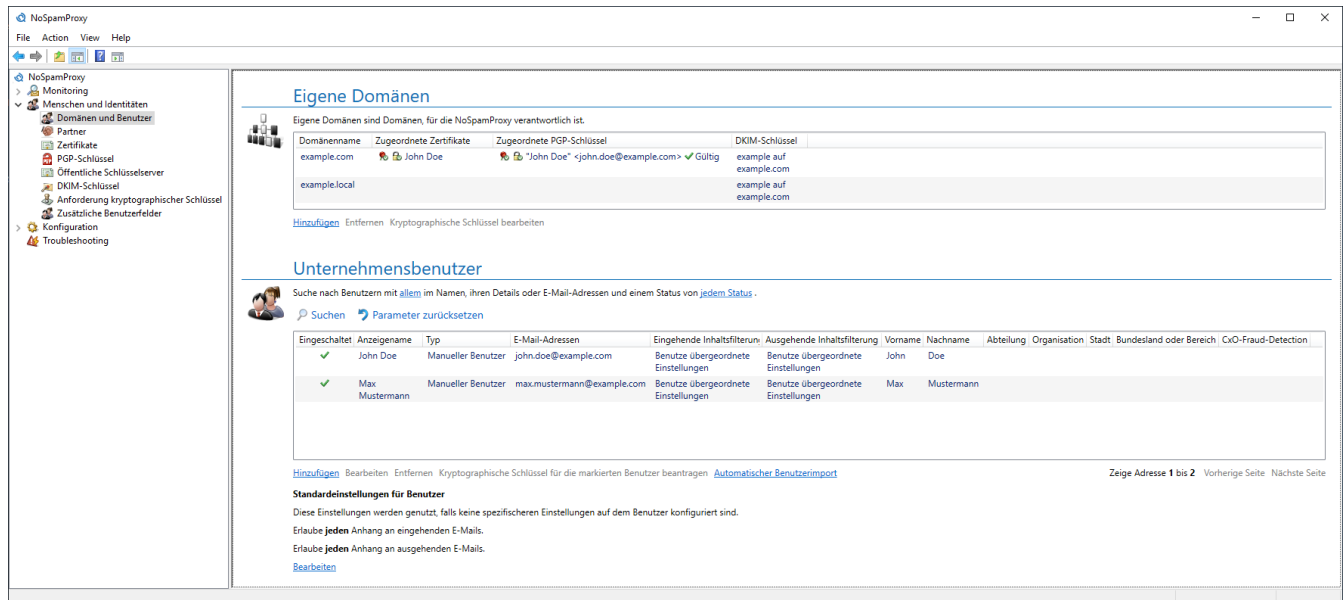 NoSpamProxy
File Action View Help
NoSpamProxy
Monitoring
Menschen und Identitäten
Domänen und Benutzer
Partner
Zertifikate
PGP-Schlüssel
Öffentliche Schlüsselserver
DKIM-Schlüssel
Anforderung kryptographischer Schlüssel
Zusätzliche Benutzerfelder
Konfiguration
Troubleshooting
Eigene Domänen
Eigene Domänen sind Domänen, für die NoSpamProxy verantwortlich ist.
Domänenname Zugeordnete Zertifikate Zugeordnete PGP-Schlüssel DKIM-Schlüssel
example.com John Doe "John Doe" <john.doe@example.com> Gültig example auf
example.com
example.local example auf
example.com
Hinzufügen Entfernen Kryptographische Schlüssel bearbeiten
Unternehmensbenutzer
Suche nach Benutzern mit allem im Namen, ihren Details oder E-Mail-Adressen und einem Status von jedem Status .
Suchen Parameter zurücksetzen
Eingeschaltet Anzeigename Typ E-Mail-Adressen Eingehende Inhaltsfilterung Ausgehende Inhaltsfilterung Vorname Nachname Abteilung Organisation Stadt Bundesland oder Bereich CxO-Fraud-Detection
John Doe Manueller Benutzer john.doe@example.com Benutze übergeordnete Benutze übergeordnete John Doe
Einstellungen Einstellungen
Max Manueller Benutzer max.mustermann@example.com Benutze übergeordnete Benutze übergeordnete Max Mustermann
Mustermann Einstellungen Einstellungen
Hinzufügen Bearbeiten Entfernen Kryptographische Schlüssel für die markierten Benutzer beantragen Automatischer Benutzerimport Zeige Adresse 1 bis 2 Vorherige Seite Nächste Seite
Standardeinstellungen für Benutzer
Diese Einstellungen werden genutzt, falls keine spezifischeren Einstellungen auf dem Benutzer konfiguriert sind.
Erlaube jeden Anhang an eingehenden E-Mails.
Erlaube jeden Anhang an ausgehenden E-Mails.
Bearbeiten